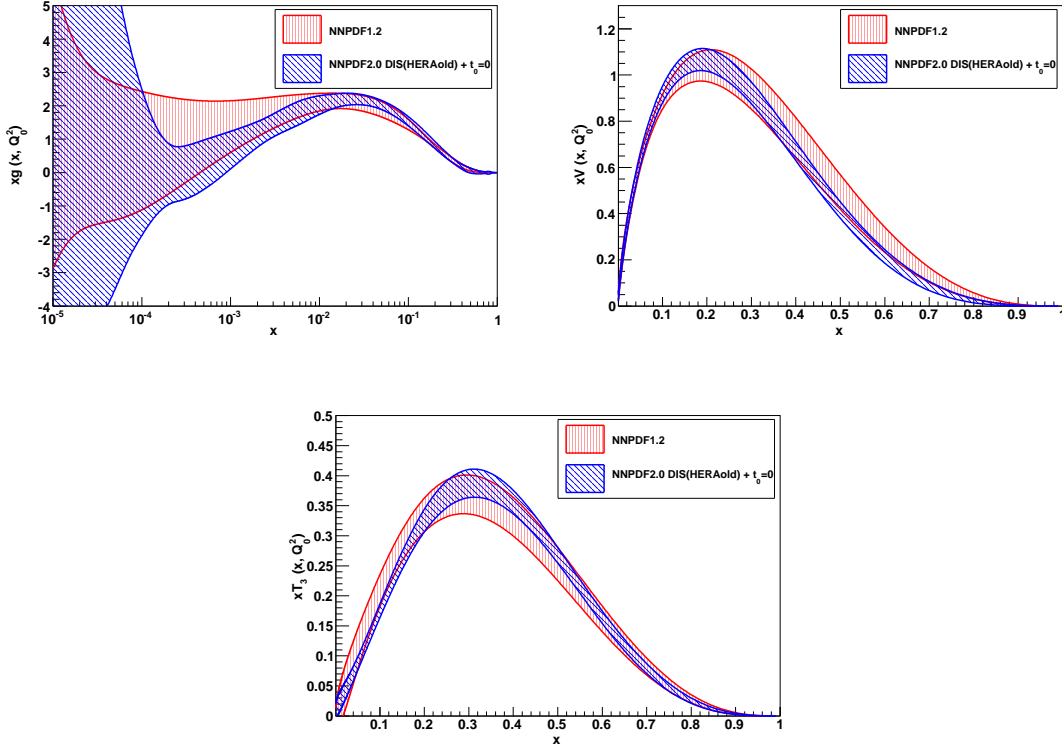 5
4
3
2
1
0
-1
-2
-3
-4
xg (x, Q₀²)
NNPDF1.2
NNPDF2.0 DIS(HERAold) + t₀=0
10⁻⁵
10⁻⁴
10⁻³
10⁻²
10⁻¹
1
x
1.2
1
0.8
0.6
0.4
0.2
0
xV (x, Q₀²)
NNPDF1.2
NNPDF2.0 DIS(HERAold) + t₀=0
0.1 0.2 0.3 0.4 0.5 0.6 0.7 0.8 0.9 1
x
0.5
0.45
0.4
0.35
0.3
0.25
0.2
0.15
0.1
0.05
0
xT₃ (x, Q₀²)
NNPDF1.2
NNPDF2.0 DIS(HERAold) + t₀=0
0.1 0.2 0.3 0.4 0.5 0.6 0.7 0.8 0.9 1
x